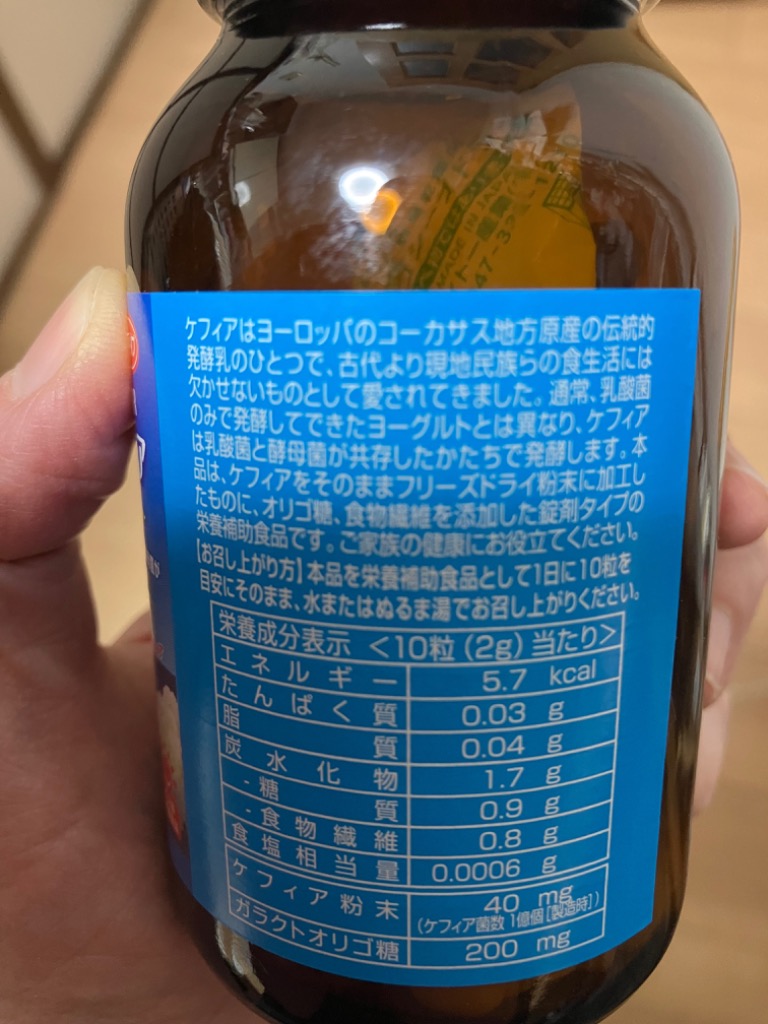 MADE IN JAPAN
ケフィアはヨーロッパのコーカサス地方原産の伝統的
発酵乳のひとつで、古代より現地民族らの食生活には
欠かせないものとして愛されてきました。通常、乳酸菌
のみで発酵してできたヨーグルトとは異なり、ケフィア
は乳酸菌と酵母菌が共存したかたちで発酵します。本
品は、ケフィアをそのままフリーズドライ粉末に加工し
たものに、オリゴ糖、食物繊維を添加した錠剤タイプの
栄養補助食品です。ご家族の健康にお役立てください。
【お召し上がり方】本品を栄養補助食品として1日に10粒を
目安にそのまま、水またはぬるま湯でお召し上がりください。
栄養成分表示 <10粒(2g)当たり>
エネルギー 5.7 kcal
たんぱく質 0.03 g
脂質 0.04 g
炭水化物 1.7 g
-糖質 0.9 g
-食物繊維 0.8 g
食塩相当量 0.0006 g
ケフィア粉末 40 mg
(ケフィア菌数 1億個[製造時])
ガラクトオリゴ糖 200 mg